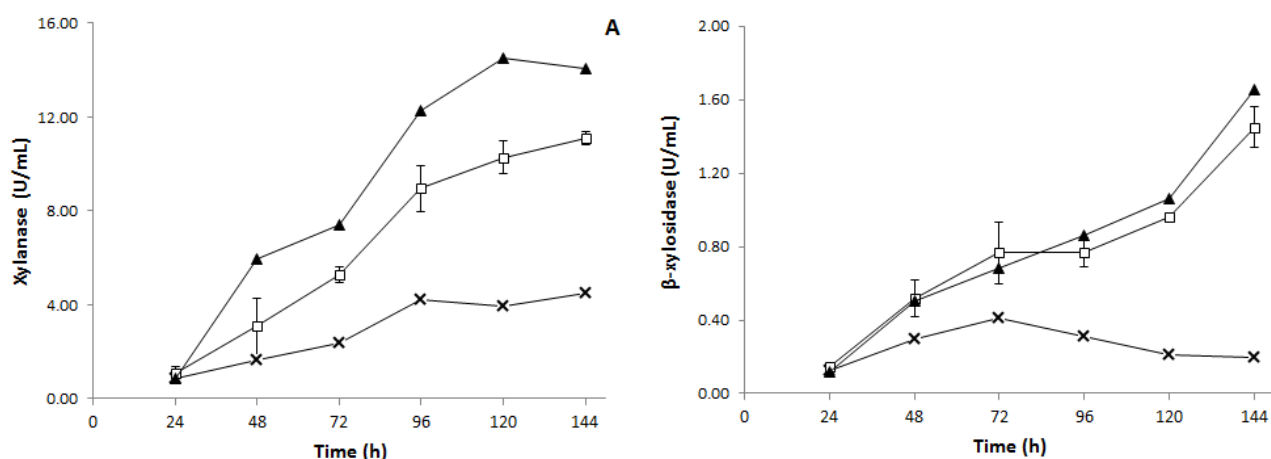 A
16.00
12.00
8.00
4.00
0.00
Xylanase (U/mL)
0 24 48 72 96 120 144
Time (h)
2.00
1.60
1.20
0.80
0.40
0.00
β-xylosidase (U/mL)
0 24 48 72 96 120 144
Time (h)